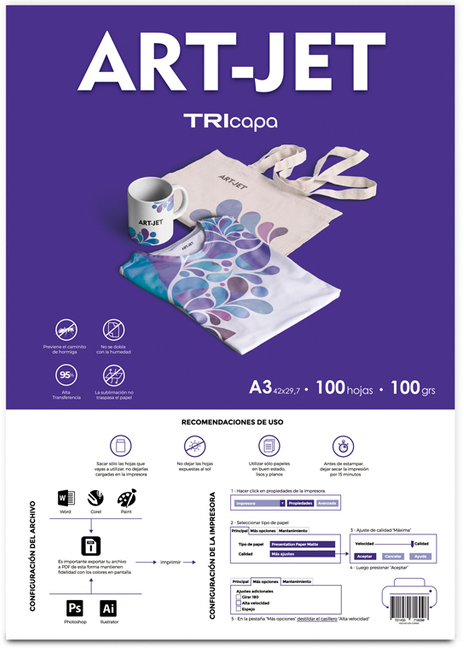 ART-JET
TRIcapa
ART-JET
ART-JET
ART-JET
Previene el caminito
de hormiga
No se dobla
con la humedad
95%
Alta
Transferencia
La sublimación no
traspasa el papel
A3 42x29,7 • 100 hojas • 100 grs
RECOMENDACIONES DE USO
Sacar sólo las hojas que
vayas a utilizar: no dejarlas
cargadas en la impresora
No dejar las hojas
expuestas al sol
Utilizar sólo papeles
en buen estado,
lisos y planos
Antes de estampar,
dejar secar la impresión
por 15 minutos
CONFIGURACIÓN DEL ARCHIVO
Word
Corel
Paint
Es importante exportar tu archivo
a PDF de esta forma mantienen
fidelidad con los colores en pantalla
imprimir
Ps
Ai
Photoshop
Ilustrator
CONFIGURACIÓN DE LA IMPRESORA
1 - Hacer click en propiedades de la impresora.
Impresora
Propiedades
Avanzada
2 - Seleccionar tipo de papel
Principal
Más opciones
Mantenimiento
Tipo de papel
Presentation Paper Matte
Calidad
Más ajustes
3 - Ajuste de calidad "Máxima"
Velocidad
Calidad
Aceptar
Cancelar
Ayuda
4 - Luego presionar "Aceptar"
Principal
Más opciones
Mantenimiento
Ajustes adicionales
Girar 180
Alta velocidad
Espejo
5 - En la pestaña "Más opciones" destildar el casillero "Alta velocidad"